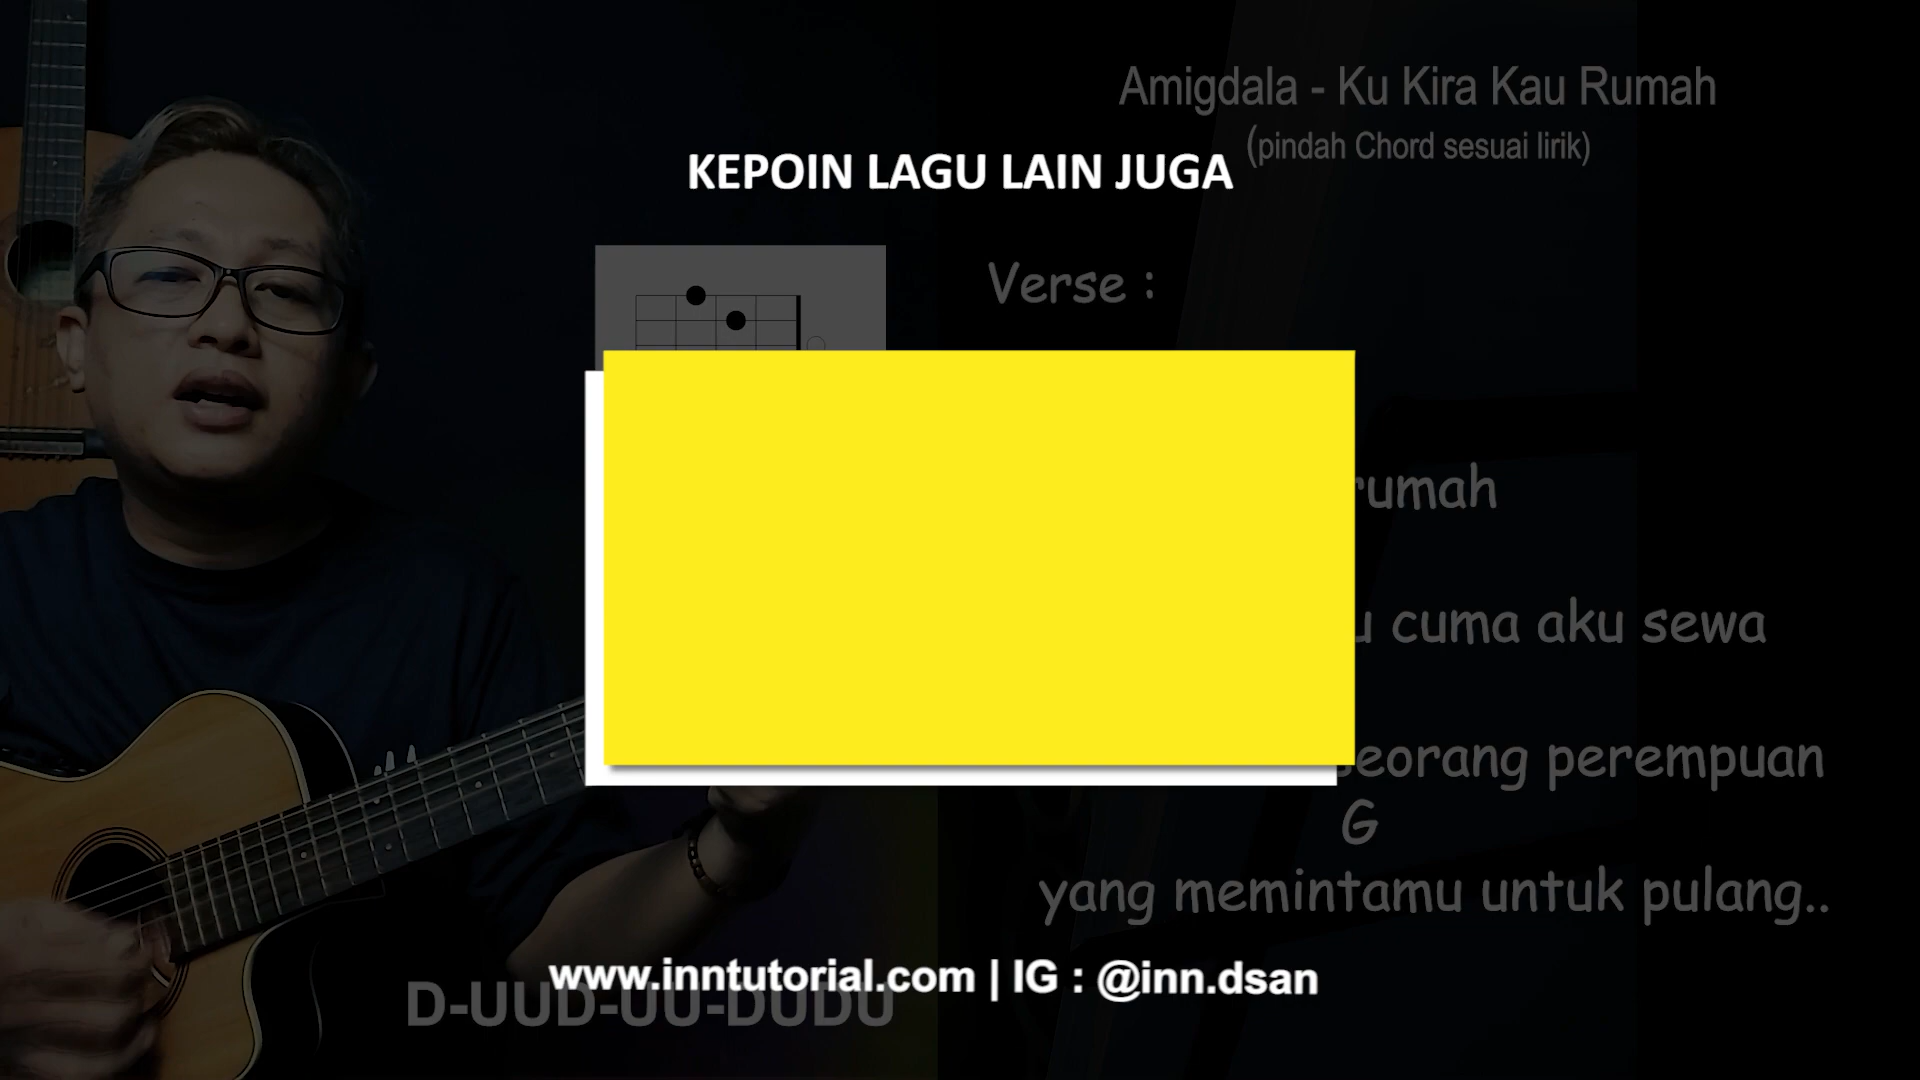 Amigdala - Ku Kira Kau Rumah
(pindah Chord sesuai lirik)
KEPOIN LAGU LAIN JUGA
Verse :
rumah
cuma aku sewa
seorang perempuan
G
yang memintamu untuk pulang..
www.inntutorial.com | IG : @inn.dsan
D-UUD-UU-DUDU